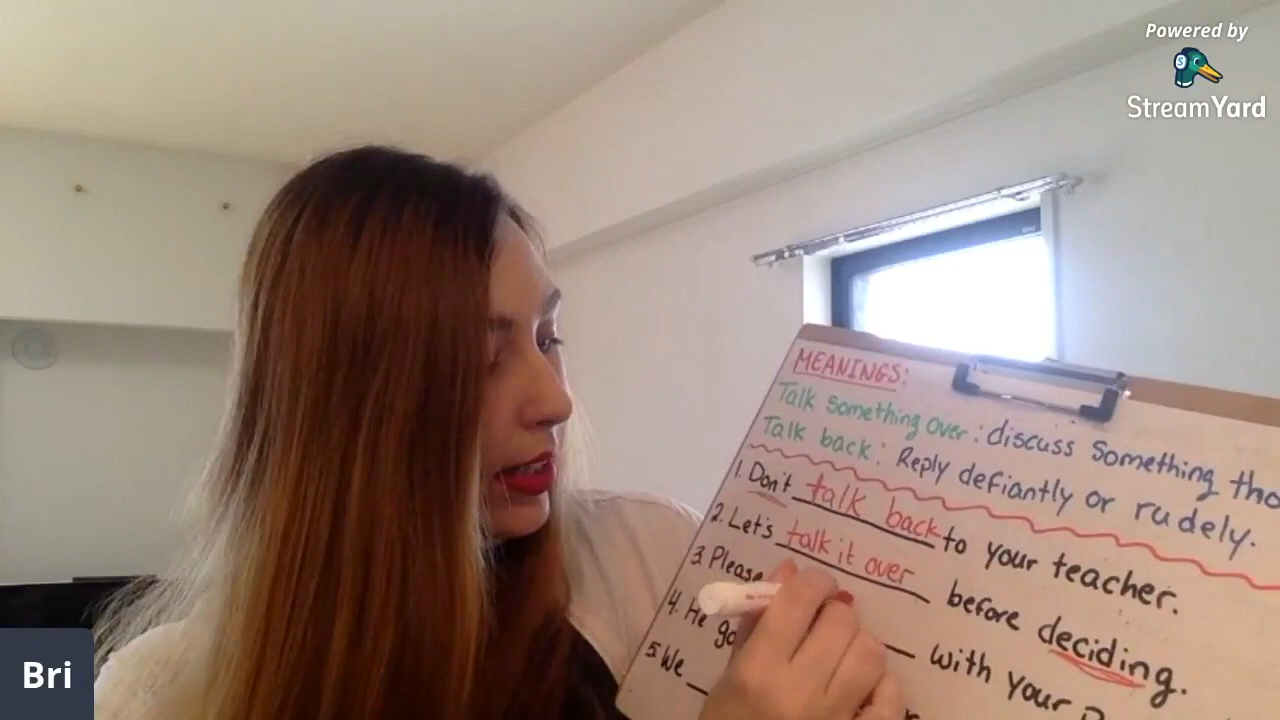 Powered by
StreamYard
MEANINGS:
Talk something over: discuss something tho
Talk back: Reply defiantly or rudely.
1. Don't talk back to your teacher.
2. Let's talk it over before deciding.
3. Please with your
4. He go
5. We
Bri